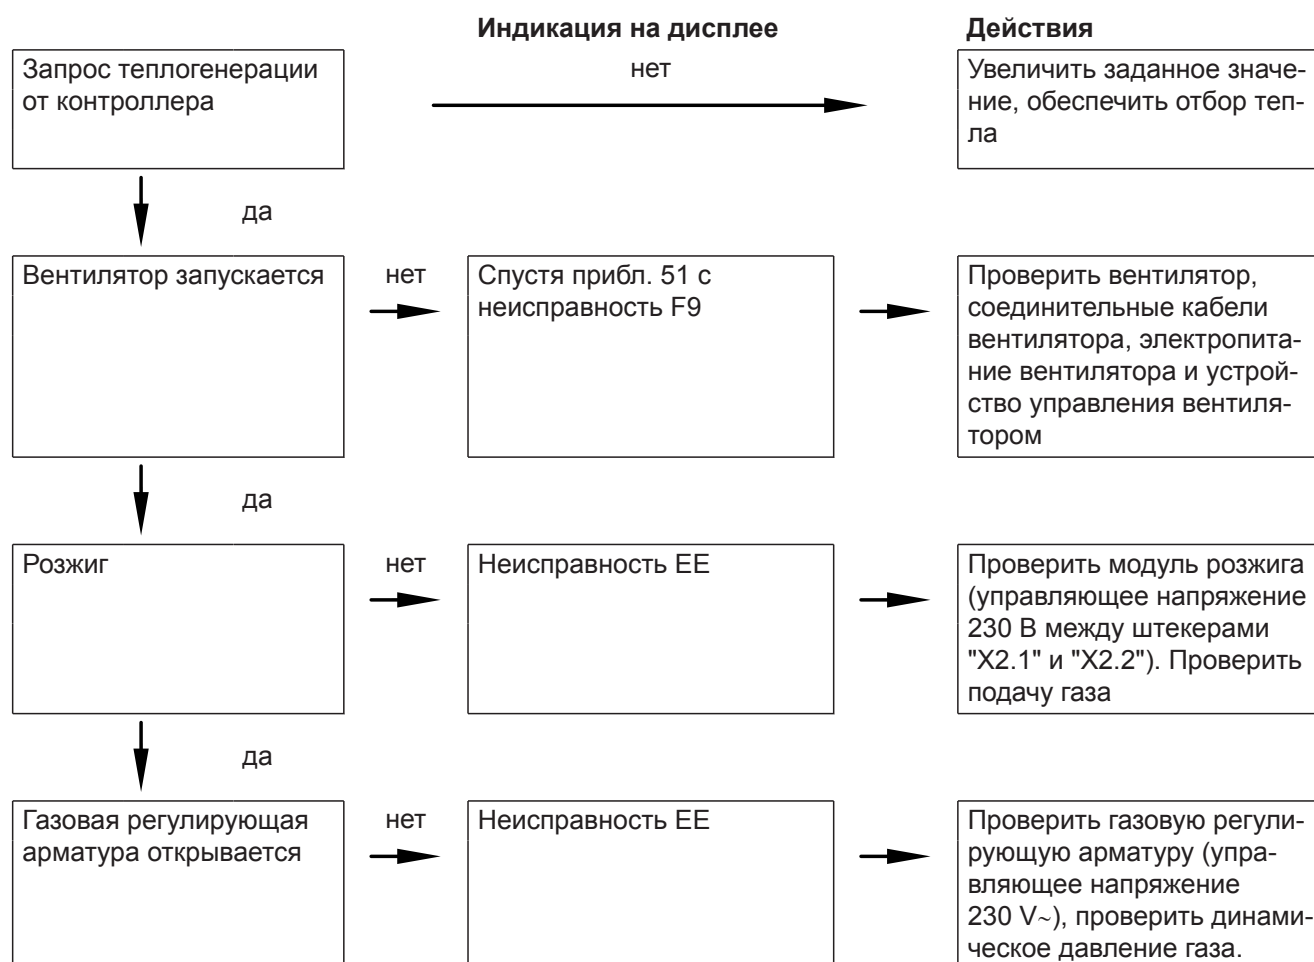 Индикация на дисплее
Действия
Запрос теплогенерации
от контроллера
нет
Увеличить заданное значе-
ние, обеспечить отбор теп-
ла
да
Вентилятор запускается
нет
Спустя прибл. 51 с
неисправность F9
Проверить вентилятор,
соединительные кабели
вентилятора, электропита-
ние вентилятора и устрой-
ство управления вентиля-
тором
да
Розжиг
нет
Неисправность EE
Проверить модуль розжига
(управляющее напряжение
230 В между штекерами
"X2.1" и "X2.2"). Проверить
подачу газа
да
Газовая регулирующая
арматура открывается
нет
Неисправность EE
Проверить газовую регули-
рующую арматуру (упра-
вляющее напряжение
230 V~), проверить динами-
ческое давление газа.